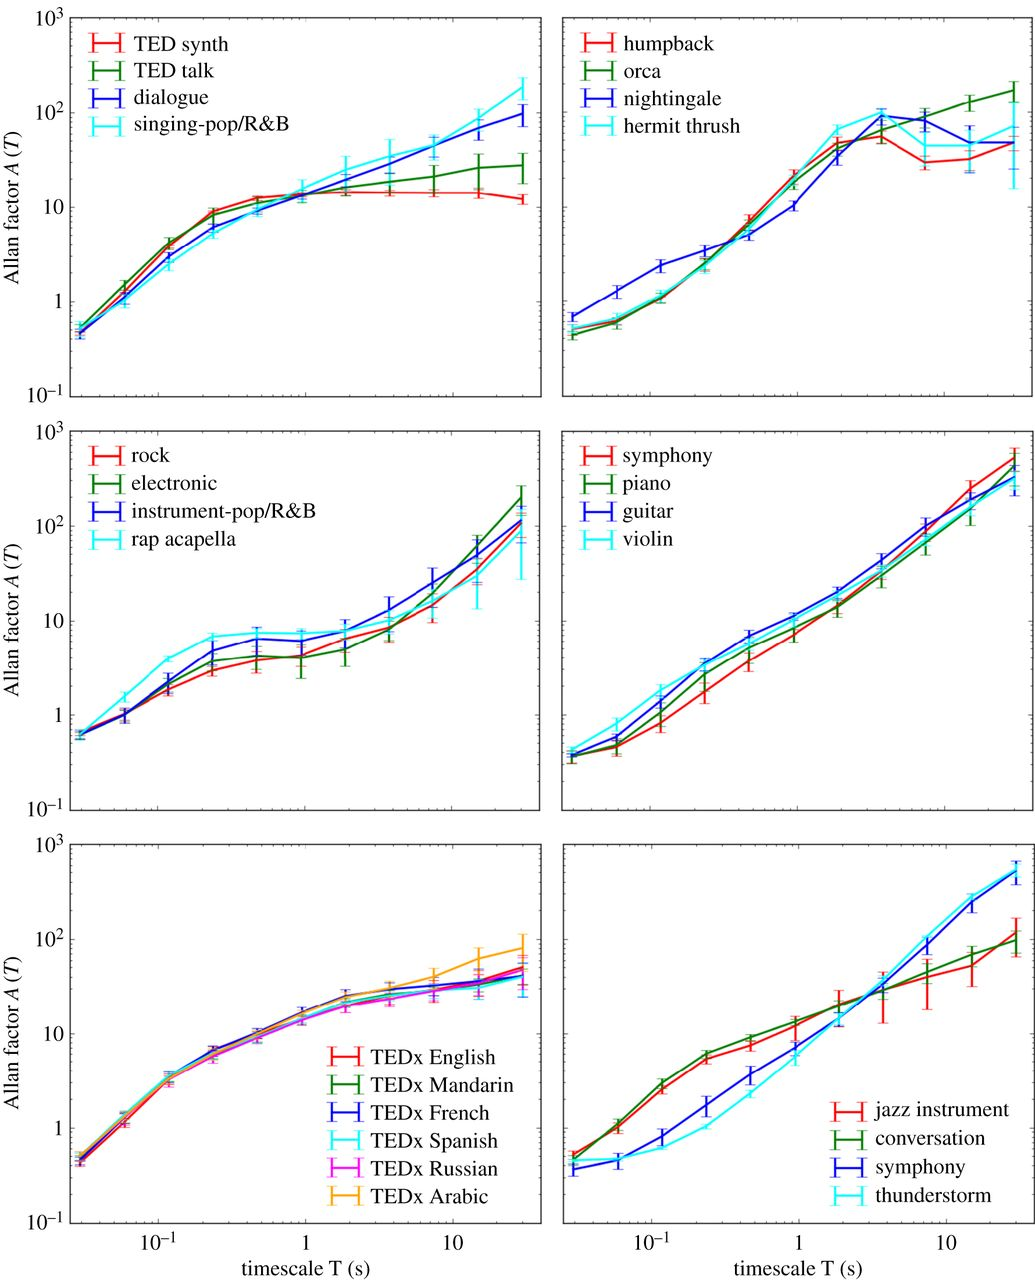 10³
10²
10
1
10⁻¹
Allan factor A (T)
TED synth
TED talk
dialogue
singing-pop/R&B
humpback
orca
nightingale
hermit thrush
10³
10²
10
1
10⁻¹
Allan factor A (T)
rock
electronic
instrument-pop/R&B
rap acapella
symphony
piano
guitar
violin
10³
10²
10
1
10⁻¹
Allan factor A (T)
TEDx English
TEDx Mandarin
TEDx French
TEDx Spanish
TEDx Russian
TEDx Arabic
jazz instrument
conversation
symphony
thunderstorm
10⁻¹ 1 10
timescale T (s)
10⁻¹ 1 10
timescale T (s)